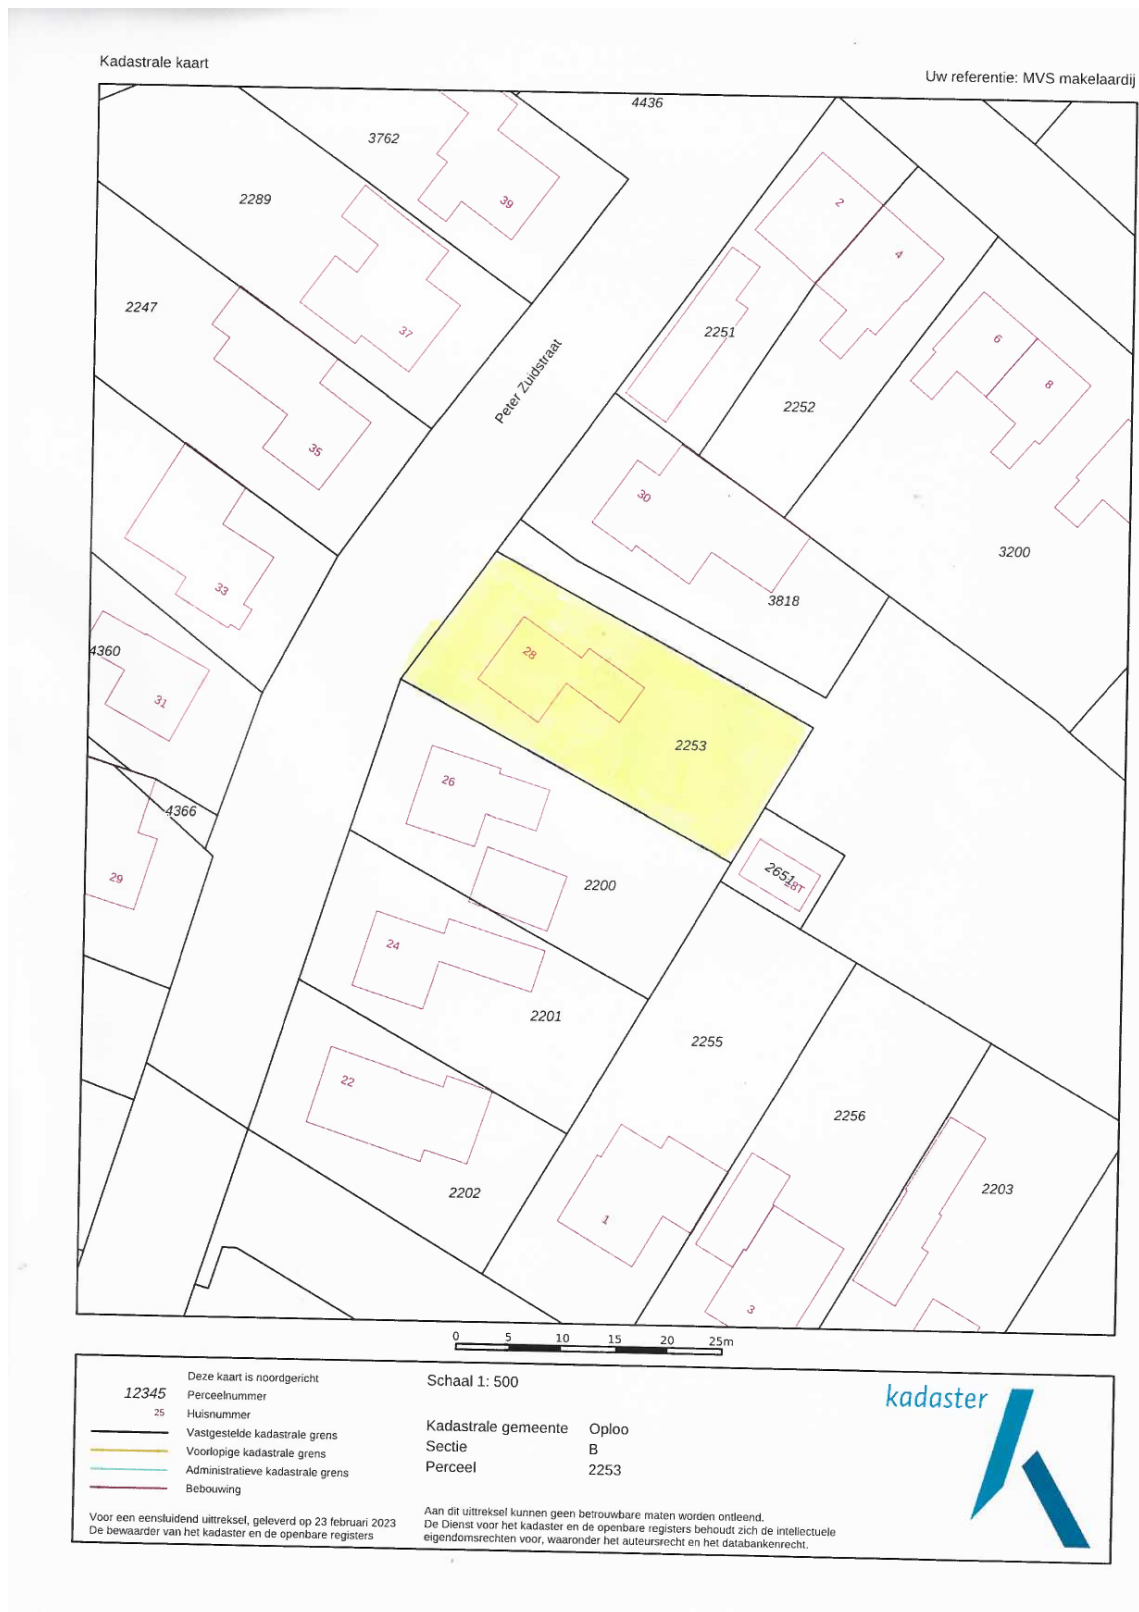 Kadastrale kaart
Uw referentie: MVS makelaardij
4436
3762
39
2289
2
4
37
2247
2251
6
8
Peter Zuidstraat
2252
35
30
3200
33
3818
4360
28
31
2253
26
4366
29
2651
28T
2200
24
2201
2255
22
2256
2202
2203
1
3
0 5 10 15 20 25m
Deze kaart is noordgericht
12345 Perceelnummer
25 Huisnummer
Vastgestelde kadastrale grens
Voorlopige kadastrale grens
Administratieve kadastrale grens
Bebouwing
Voor een eensluidend uittreksel, geleverd op 23 februari 2023
De bewaarder van het kadaster en de openbare registers
Schaal 1: 500
Kadastrale gemeente Oploo
Sectie B
Perceel 2253
Aan dit uittreksel kunnen geen betrouwbare maten worden ontleend.
De Dienst voor het kadaster en de openbare registers behoudt zich de intellectuele
eigendomsrechten voor, waaronder het auteursrecht en het databankenrecht.
kadaster